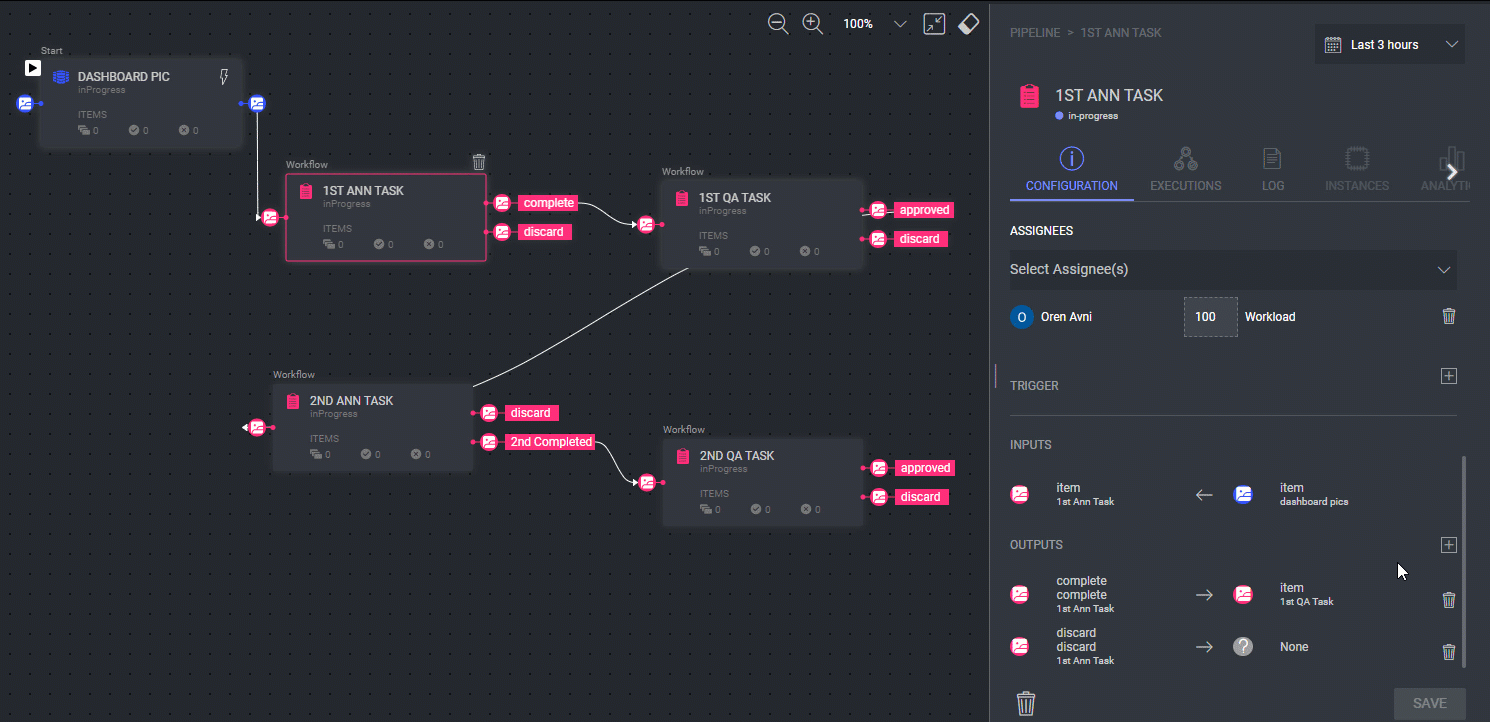 100%
Start
DASHBOARD PIC
inProgress
ITEMS
0 0 0
Workflow
1ST ANN TASK
inProgress
ITEMS
0 0 0
complete
discard
Workflow
1ST QA TASK
inProgress
ITEMS
0 0 0
approved
discard
Workflow
2ND ANN TASK
inProgress
ITEMS
0 0 0
discard
2nd Completed
Workflow
2ND QA TASK
inProgress
ITEMS
0 0 0
approved
discard
PIPELINE > 1ST ANN TASK
Last 3 hours
1ST ANN TASK
in-progress
CONFIGURATION EXECUTIONS LOG INSTANCES ANALYTI
ASSIGNEES
Select Assignee(s)
O Oren Avni 100 Workload
TRIGGER
INPUTS
item item
1st Ann Task dashboard pics
OUTPUTS
complete
complete item
1st Ann Task 1st QA Task
discard
discard None
1st Ann Task
SAVE